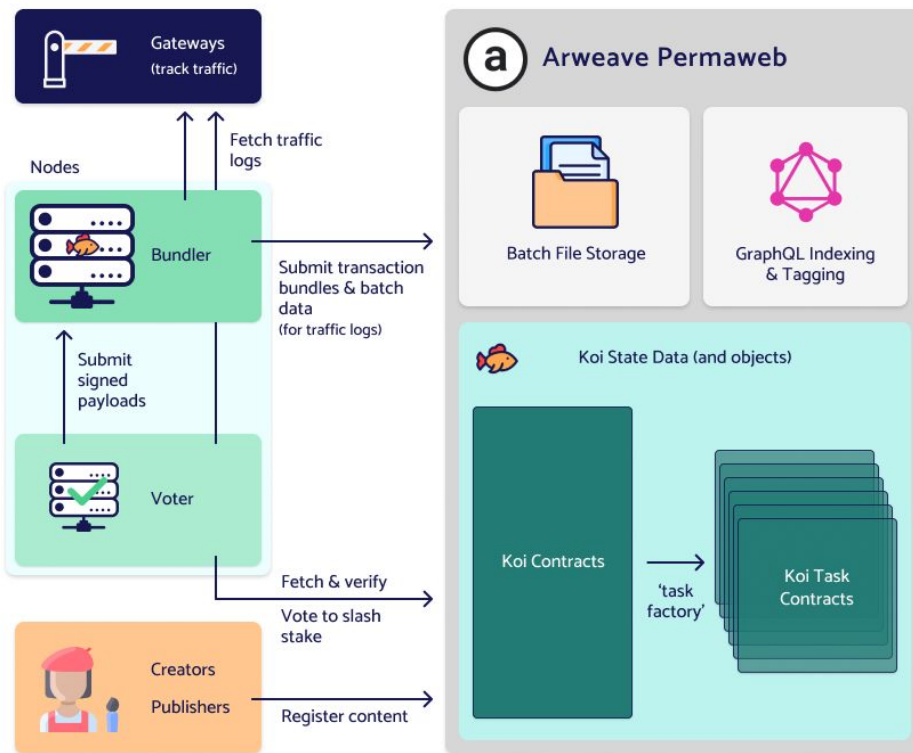 Gateways
(track traffic)
Fetch traffic
logs
Nodes
Bundler
Submit transaction
bundles & batch
data
(for traffic logs)
Submit
signed
payloads
Voter
Fetch & verify
Vote to slash
stake
Creators
Publishers
Register content
a
Arweave Permaweb
Batch File Storage
GraphQL Indexing
& Tagging
Koi State Data (and objects)
Koi Contracts
'task
factory'
Koi Task
Contracts